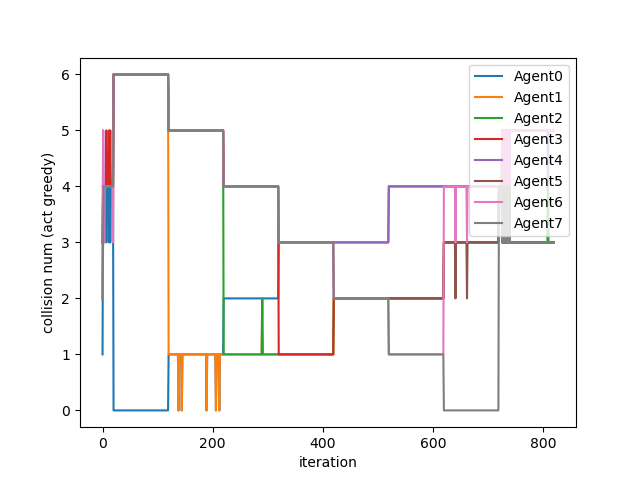 6
5
4
3
2
1
0
collision num (act greedy)
0
200
400
600
800
iteration
Agent0
Agent1
Agent2
Agent3
Agent4
Agent5
Agent6
Agent7